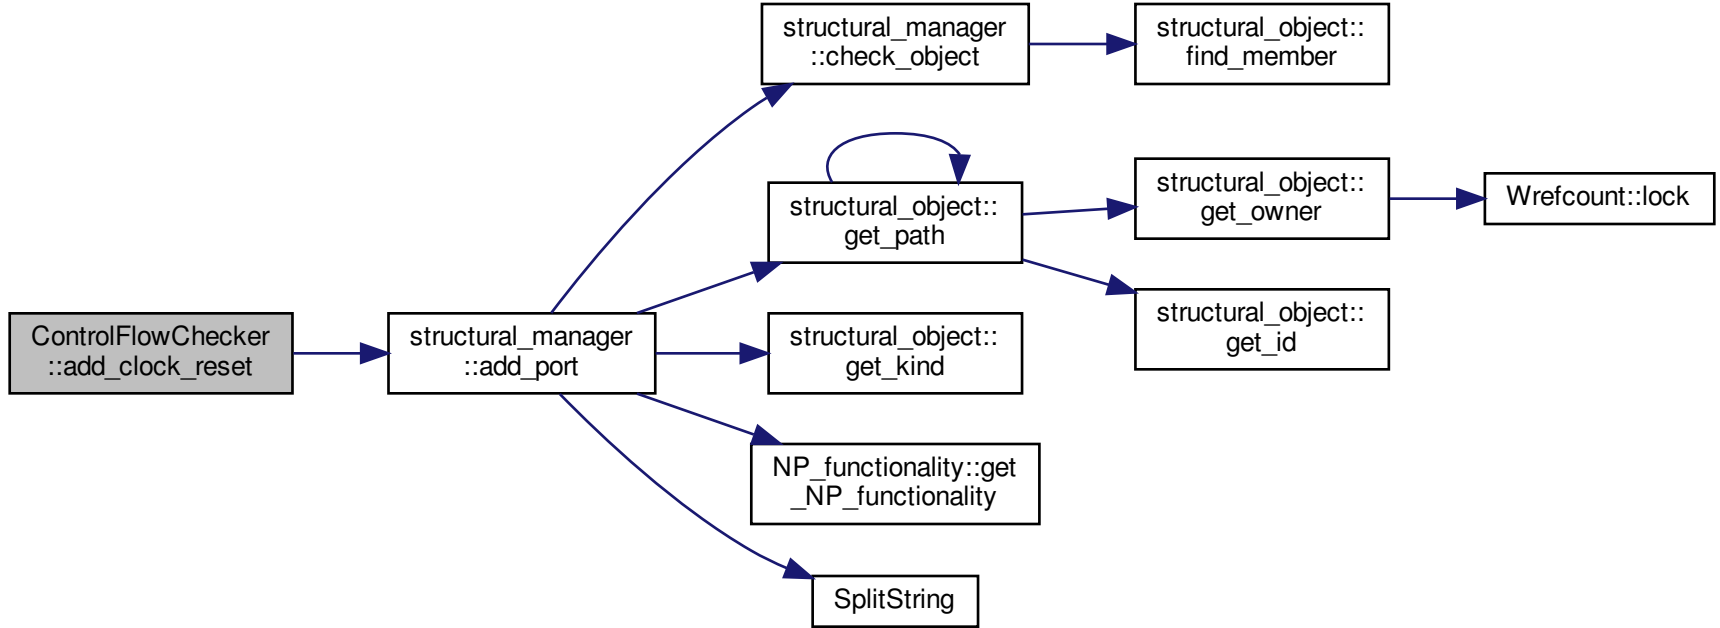 ControlFlowChecker
::add_clock_reset
structural_manager
::add_port
structural_manager
::check_object
structural_object::
find_member
structural_object::
get_path
structural_object::
get_owner
Wrefcount::lock
structural_object::
get_id
structural_object::
get_kind
NP_functionality::get
_NP_functionality
SplitString